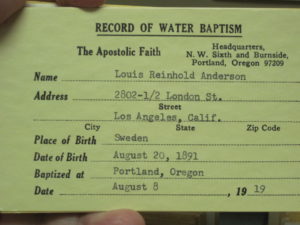 RECORD OF WATER BAPTISM
The Apostolic Faith
Headquarters,
N. W. Sixth and Burnside,
Portland, Oregon 97209
Name Louis Reinhold Anderson
Address 2802-1/2 London St.
Street
Los Angeles, Calif.
City State Zip Code
Place of Birth Sweden
Date of Birth August 20, 1891
Baptized at Portland, Oregon
Date August 8, 1919